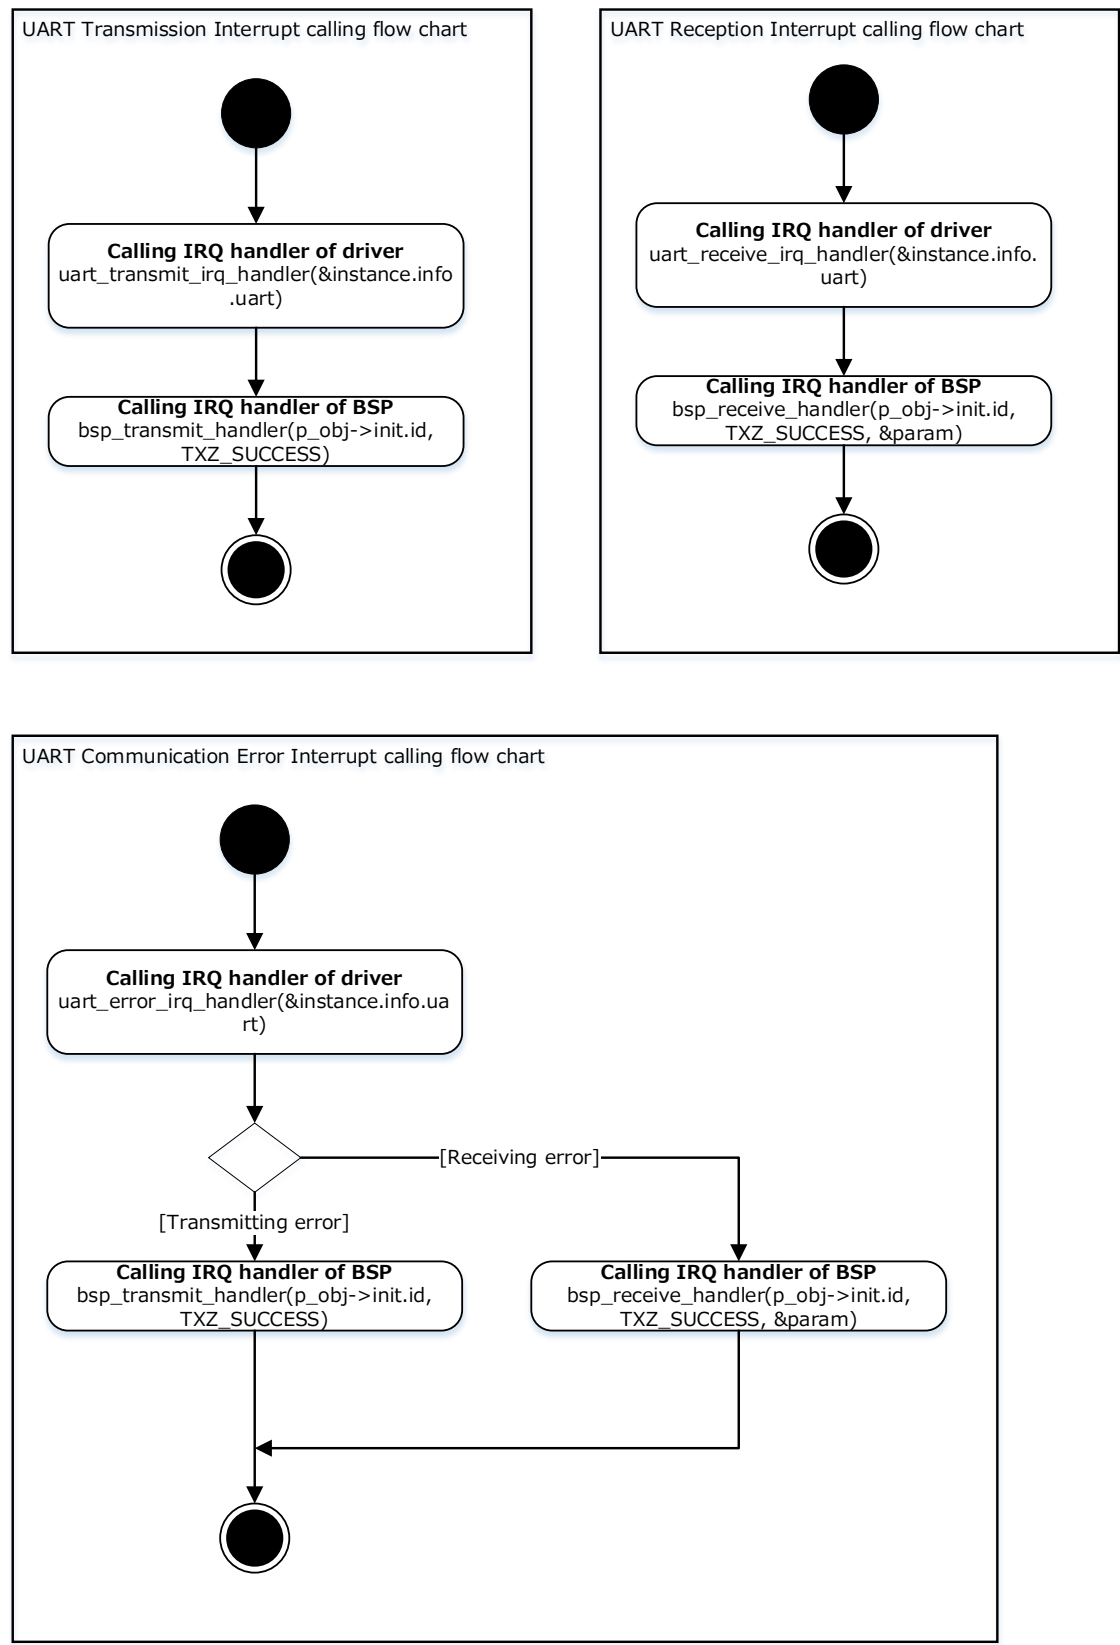 UART Transmission Interrupt calling flow chart
Calling IRQ handler of driver
uart_transmit_irq_handler(&instance.info
.uart)
Calling IRQ handler of BSP
bsp_transmit_handler(p_obj->init.id,
TXZ_SUCCESS)
UART Reception Interrupt calling flow chart
Calling IRQ handler of driver
uart_receive_irq_handler(&instance.info.
uart)
Calling IRQ handler of BSP
bsp_receive_handler(p_obj->init.id,
TXZ_SUCCESS, &param)
UART Communication Error Interrupt calling flow chart
Calling IRQ handler of driver
uart_error_irq_handler(&instance.info.ua
rt)
[Receiving error]
[Transmitting error]
Calling IRQ handler of BSP
bsp_transmit_handler(p_obj->init.id,
TXZ_SUCCESS)
Calling IRQ handler of BSP
bsp_receive_handler(p_obj->init.id,
TXZ_SUCCESS, &param)